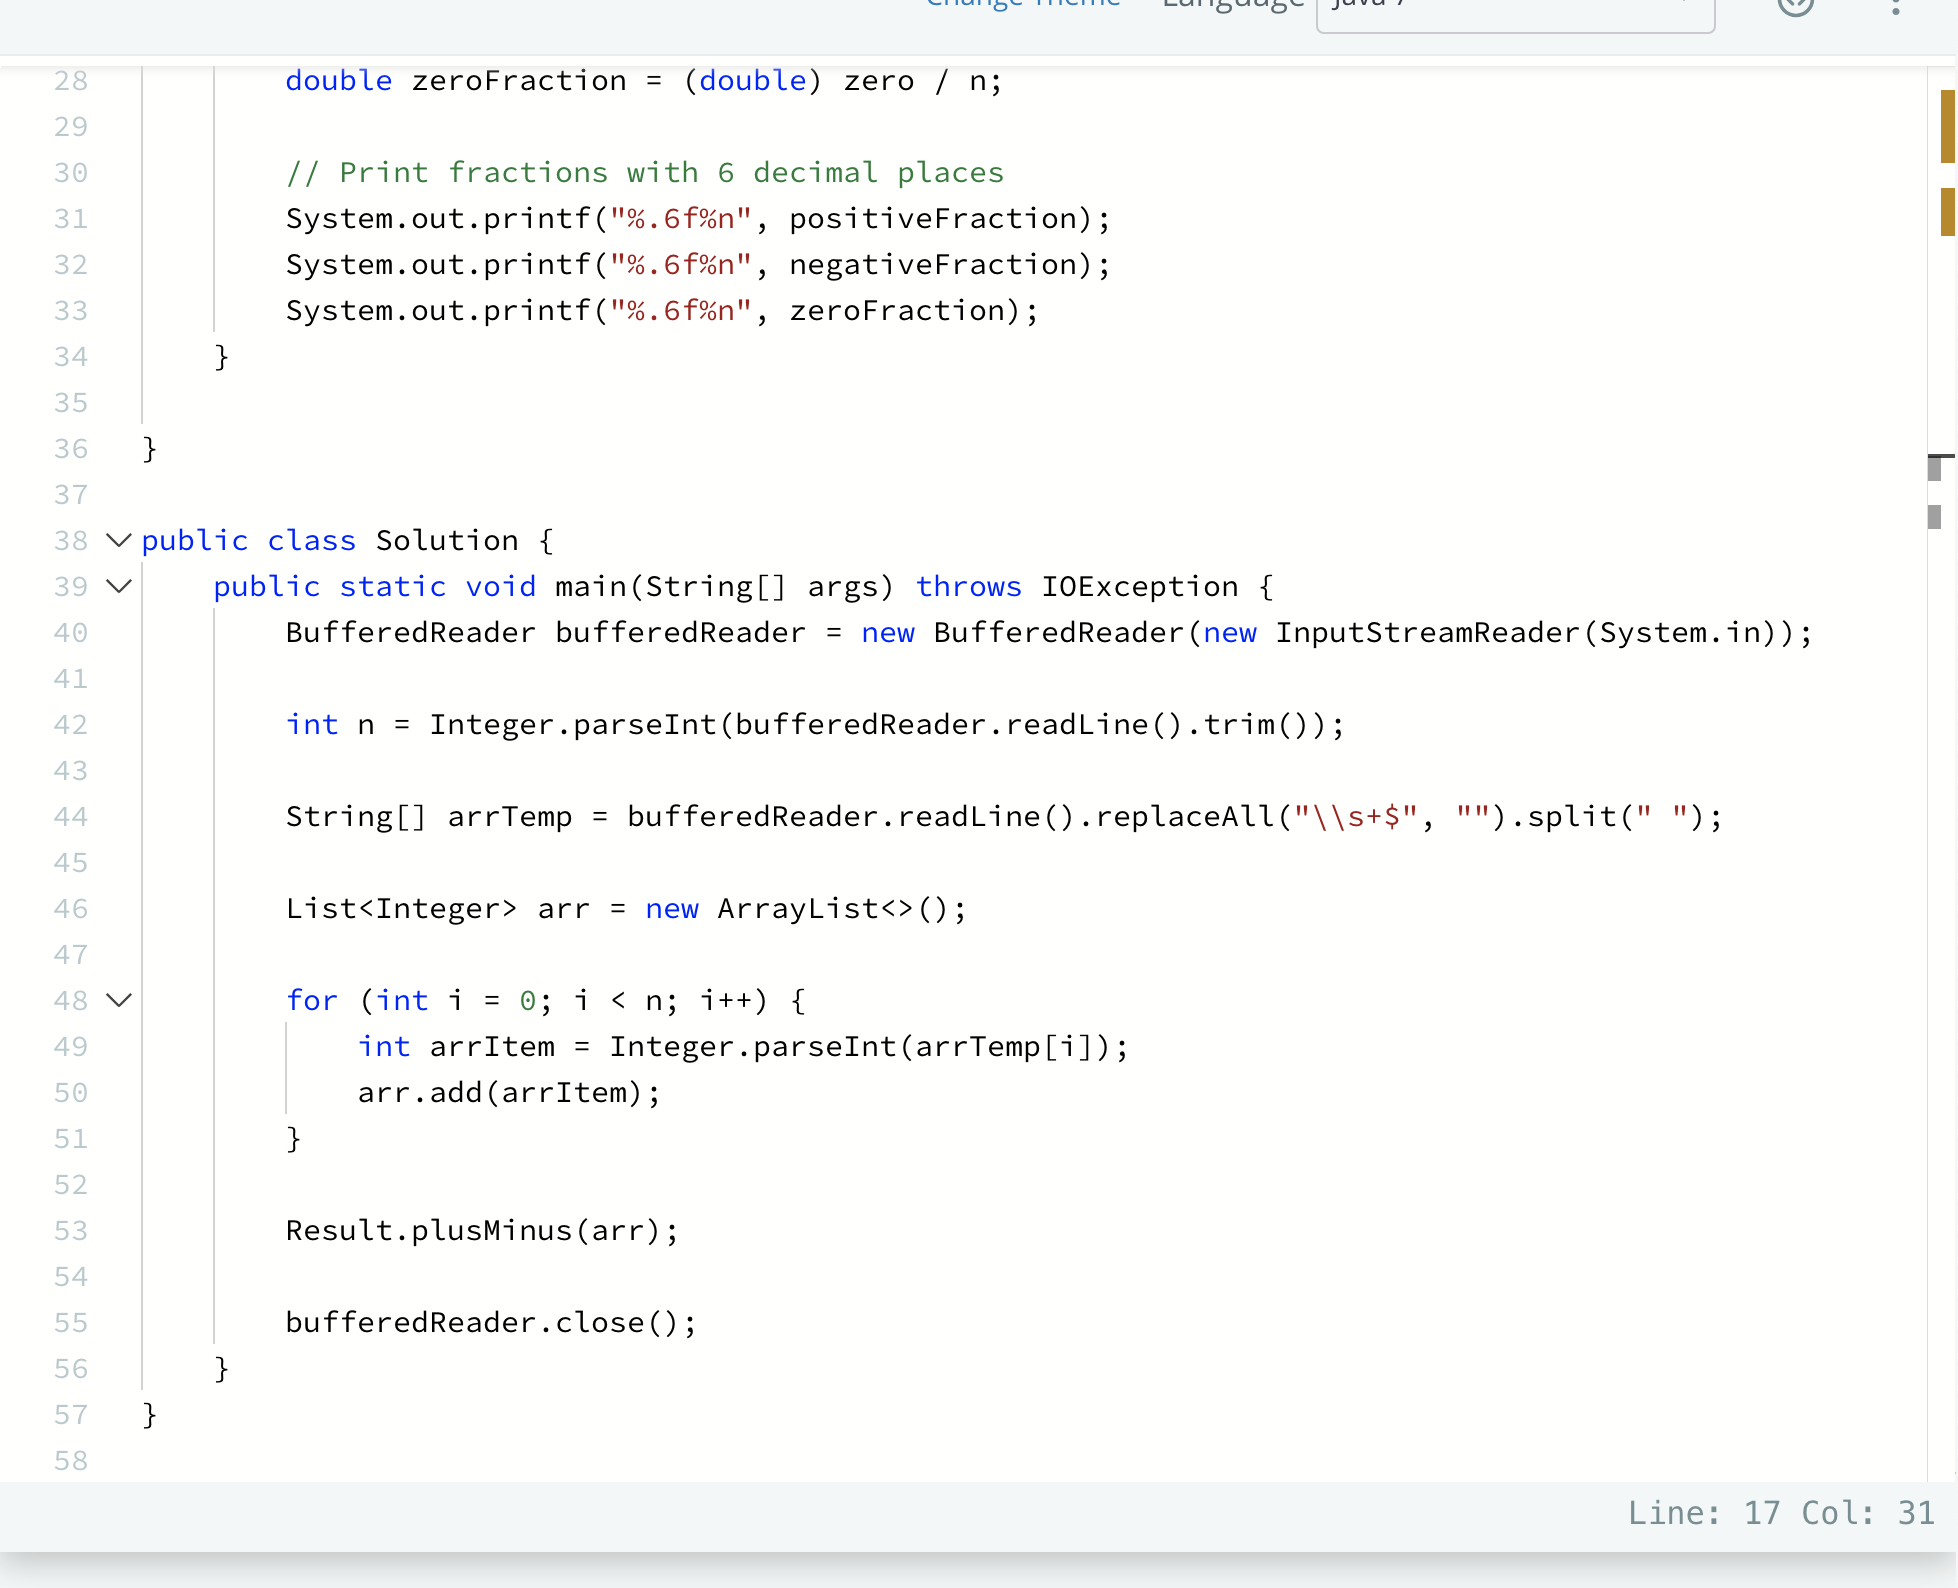 Change Theme Language Java 7
28 double zeroFraction = (double) zero / n;
29
30 // Print fractions with 6 decimal places
31 System.out.printf("%.6f%n", positiveFraction);
32 System.out.printf("%.6f%n", negativeFraction);
33 System.out.printf("%.6f%n", zeroFraction);
34 }
35
36 }
37
38 public class Solution {
39 public static void main(String[] args) throws IOException {
40 BufferedReader bufferedReader = new BufferedReader(new InputStreamReader(System.in));
41
42 int n = Integer.parseInt(bufferedReader.readLine().trim());
43
44 String[] arrTemp = bufferedReader.readLine().replaceAll("\\s+$", "").split(" ");
45
46 List<Integer> arr = new ArrayList<>();
47
48 for (int i = 0; i < n; i++) {
49 int arrItem = Integer.parseInt(arrTemp[i]);
50 arr.add(arrItem);
51 }
52
53 Result.plusMinus(arr);
54
55 bufferedReader.close();
56 }
57 }
58
Line: 17 Col: 31